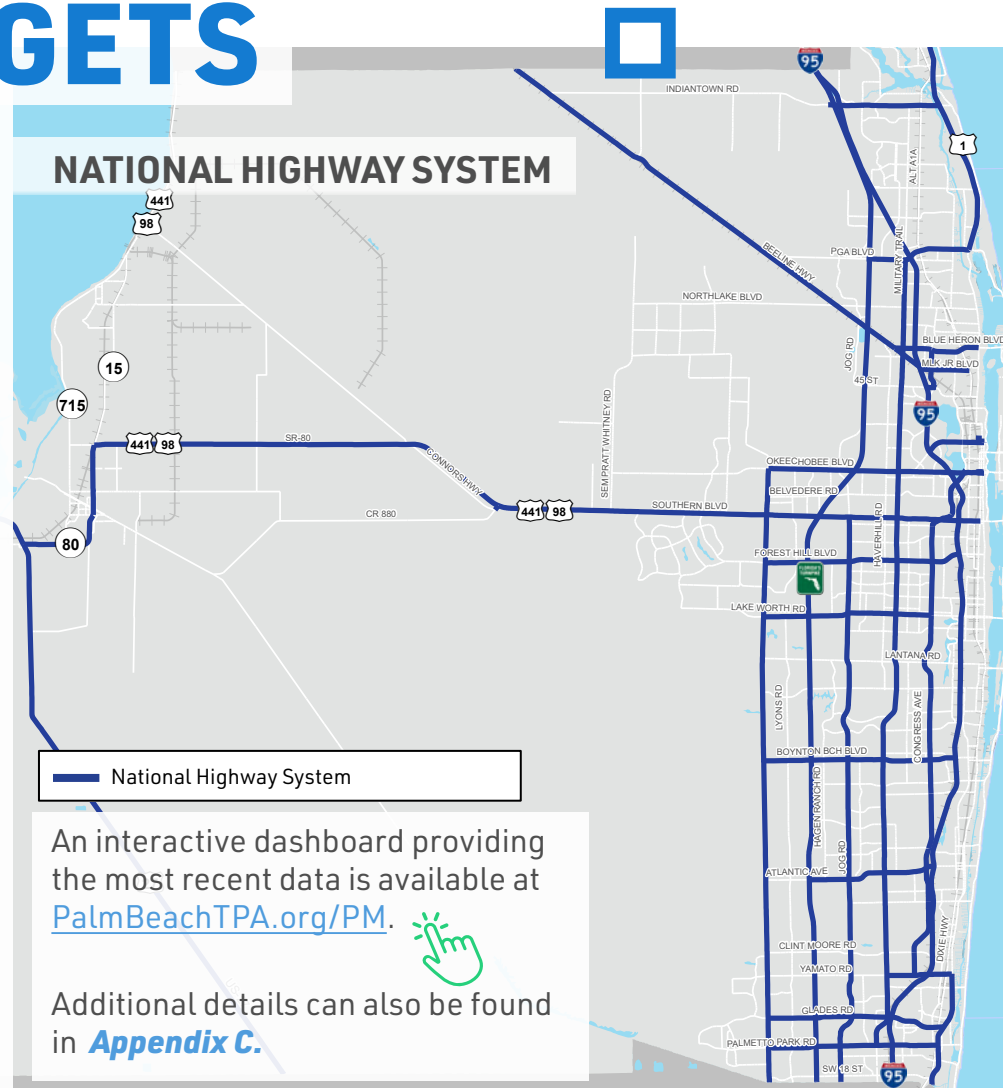 GETS
NATIONAL HIGHWAY SYSTEM
95
INDIANTOWN RD
1
ALT A1A
441
98
MILITARY TRAIL
PGA BLVD
BEELINE HWY
NORTHLAKE BLVD
BLUE HERON BLVD
JOG RD
MLK JR BLVD
15
45 ST
715
95
SEM PRATT WHITNEY RD
441 98
SR-80
CONNORS HWY
OKEECHOBEE BLVD
BELVEDERE RD
441 98
SOUTHERN BLVD
CR 880
HAVERHILL RD
80
FOREST HILL BLVD
FLORIDA'S
TURNPIKE
LAKE WORTH RD
LANTANA RD
LYONS RD
CONGRESS AVE
BOYNTON BCH BLVD
National Highway System
HAGEN RANCH RD
An interactive dashboard providing
the most recent data is available at
PalmBeachTPA.org/PM.
JOG RD
ATLANTIC AVE
DIXIE HWY
CLINT MOORE RD
YAMATO RD
Additional details can also be found
in Appendix C.
GLADES RD
PALMETTO PARK RD
SW 18 ST
95